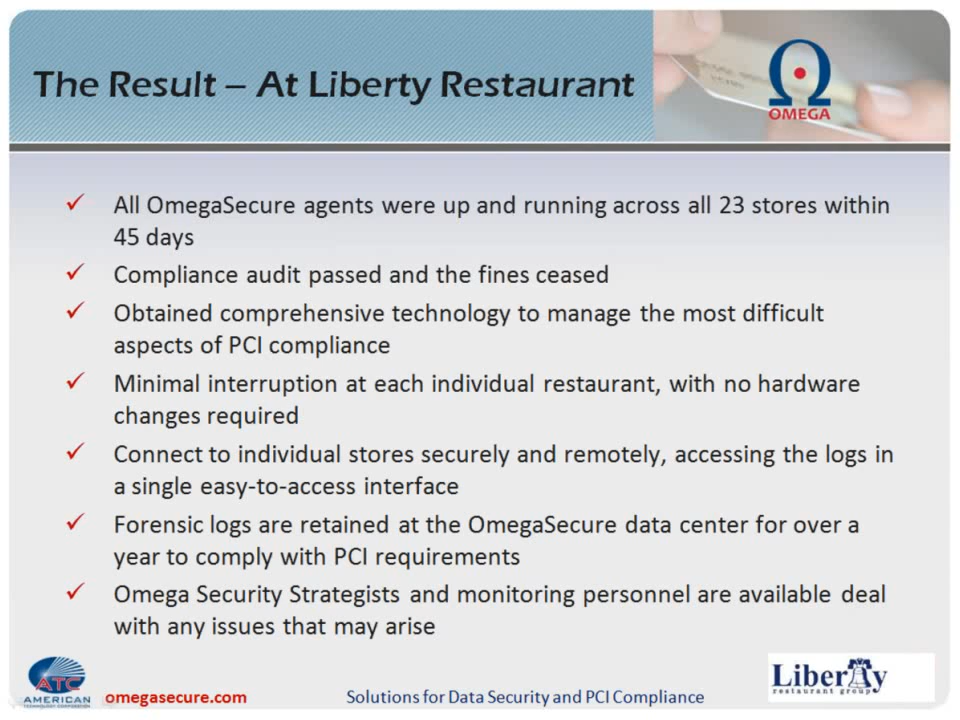 The Result – At Liberty Restaurant
OMEGA
All OmegaSecure agents were up and running across all 23 stores within
45 days
Compliance audit passed and the fines ceased
Obtained comprehensive technology to manage the most difficult
aspects of PCI compliance
Minimal interruption at each individual restaurant, with no hardware
changes required
Connect to individual stores securely and remotely, accessing the logs in
a single easy-to-access interface
Forensic logs are retained at the OmegaSecure data center for over a
year to comply with PCI requirements
Omega Security Strategists and monitoring personnel are available deal
with any issues that may arise
ATC
AMERICAN
TECHNOLOGY CORPORATION
omegasecure.com
Solutions for Data Security and PCI Compliance
Liberty
restaurant group